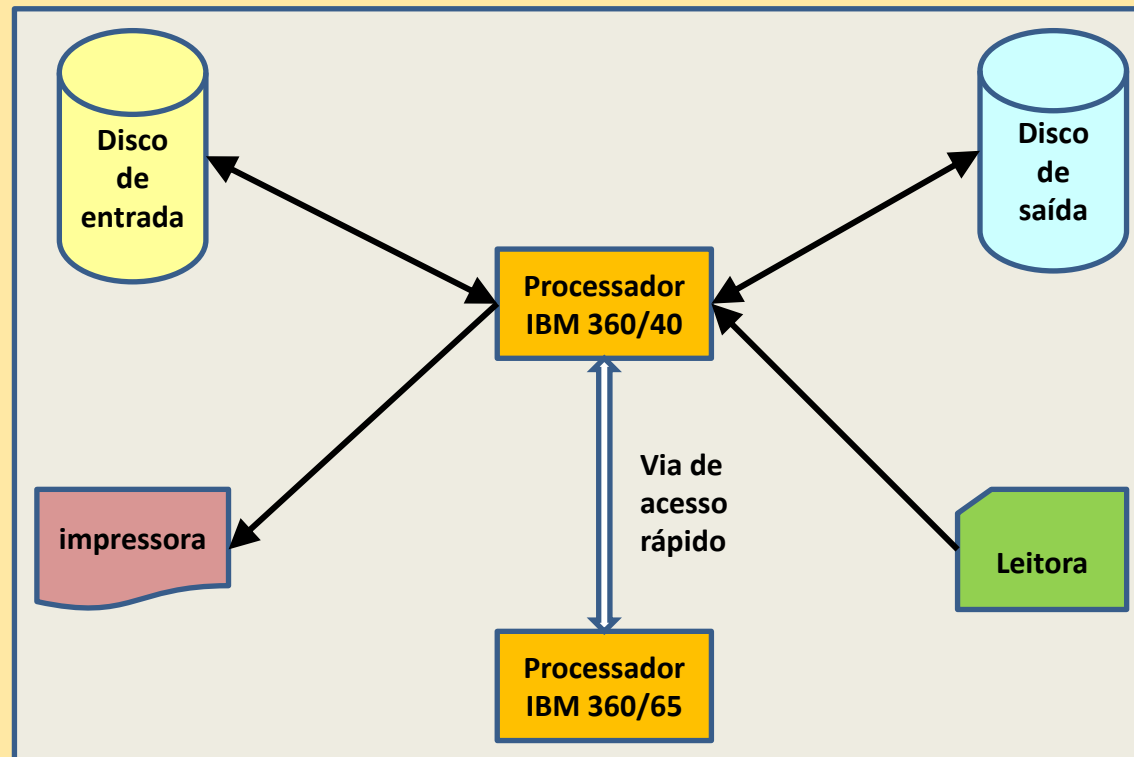 Disco
de
entrada
Disco
de
saída
Processador
IBM 360/40
Via de
acesso
rápido
impressora
Leitora
Processador
IBM 360/65